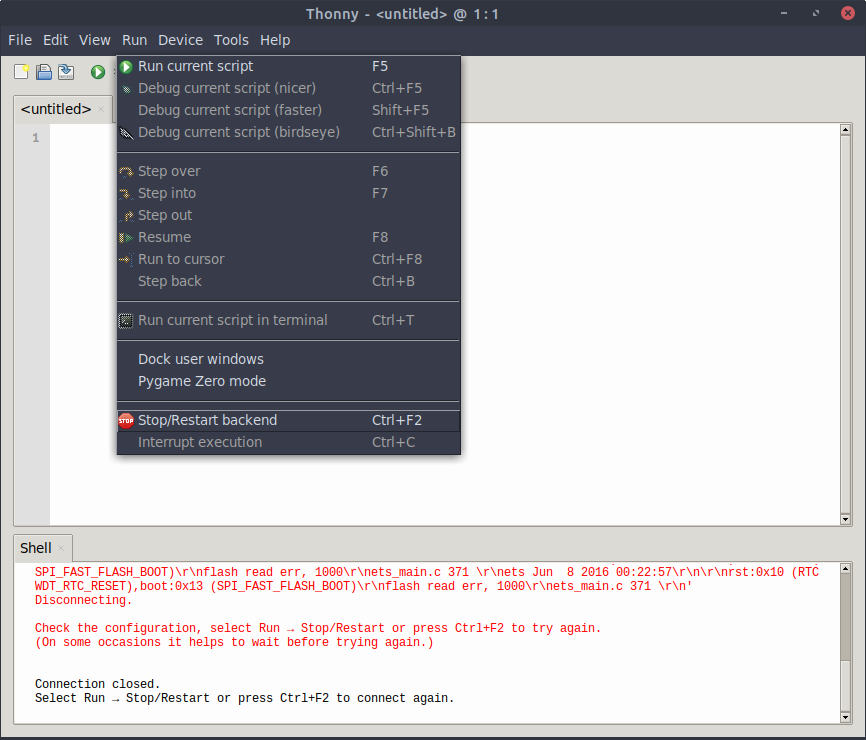 Thonny - <untitled> @ 1:1
File Edit View Run Device Tools Help
<untitled> ×
1
Run current script F5
Debug current script (nicer) Ctrl+F5
Debug current script (faster) Shift+F5
Debug current script (birdseye) Ctrl+Shift+B
Step over F6
Step into F7
Step out
Resume F8
Run to cursor Ctrl+F8
Step back Ctrl+B
Run current script in terminal Ctrl+T
Dock user windows
Pygame Zero mode
STOP Stop/Restart backend Ctrl+F2
Interrupt execution Ctrl+C
Shell ×
SPI_FAST_FLASH_BOOT)\r\nflash read err, 1000\r\nets_main.c 371 \r\nets Jun  8 2016 00:22:57\r\n\r\nrst:0x10 (RTC
WDT_RTC_RESET),boot:0x13 (SPI_FAST_FLASH_BOOT)\r\nflash read err, 1000\r\nets_main.c 371 \r\n'
Disconnecting.
Check the configuration, select Run → Stop/Restart or press Ctrl+F2 to try again.
(On some occasions it helps to wait before trying again.)
Connection closed.
Select Run → Stop/Restart or press Ctrl+F2 to connect again.